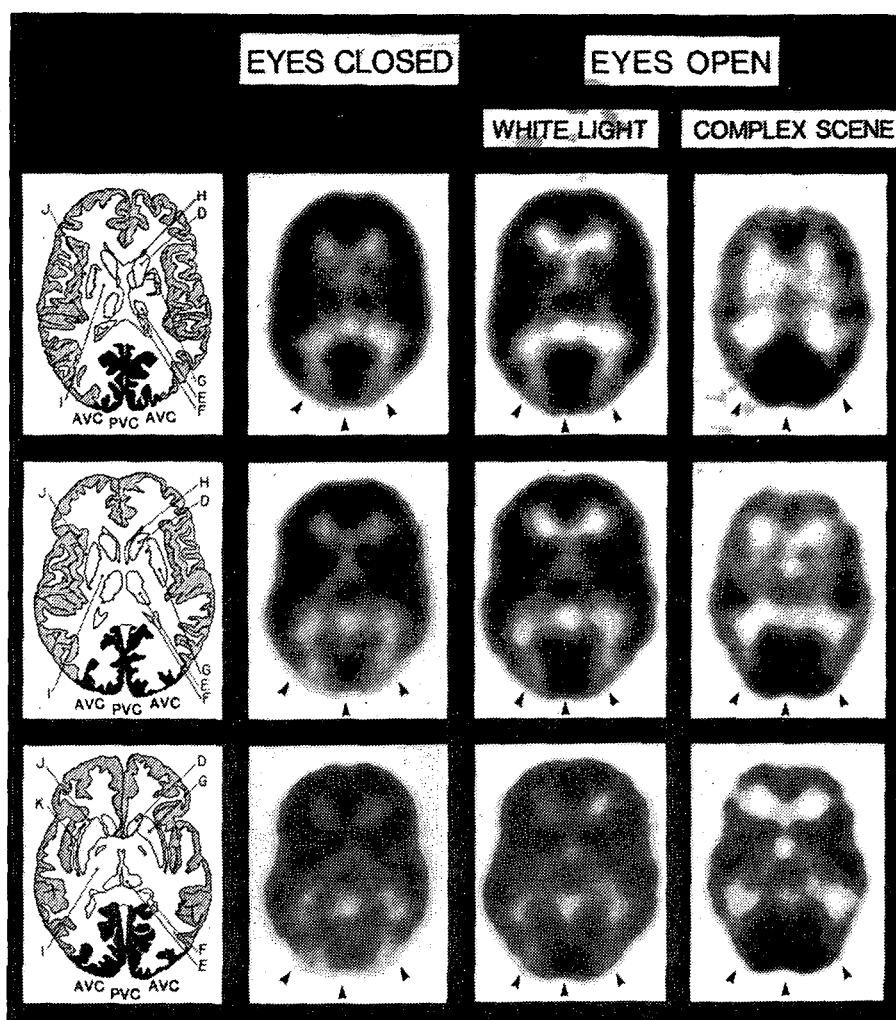 EYES CLOSED
EYES OPEN
WHITE LIGHT
COMPLEX SCENE
J
H
D
G
E
F
I
AVC PVC AVC
J
H
D
G
E
F
I
AVC PVC AVC
J
K
D
G
F
E
I
AVC PVC AVC